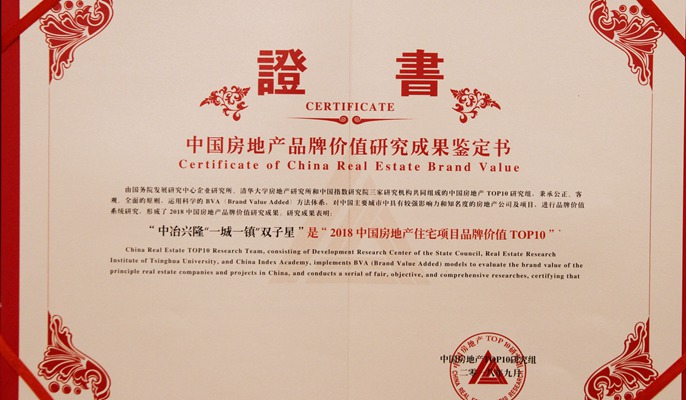 證 書
CERTIFICATE
中国房地产品牌价值研究成果鉴定书
Certificate of China Real Estate Brand Value
由国务院发展研究中心企业研究所、清华大学房地产研究所和中国指数研究院三家研究机构共同组成的中国房地产TOP10研究组，秉承公正、客
观、全面的原则，运用科学的BVA（Brand Value Added）方法体系，对中国主要城市中具有较强影响力和知名度的房地产公司及项目，进行品牌价值
系统研究，形成了2018中国房地产品牌价值研究成果。研究成果表明：
“中冶兴隆“一城一镇”双子星”是“2018中国房地产住宅项目品牌价值TOP10”
China Real Estate TOP10 Research Team, consisting of Development Research Center of the State Council, Real Estate Research
Institute of Tsinghua University, and China Index Academy, implements BVA (Brand Value Added) models to evaluate the brand value of the
principle real estate companies and projects in China, and conducts a serial of fair, objective, and comprehensive researches, certifying that
中国房地产TOP10研究组
二〇一八年九月